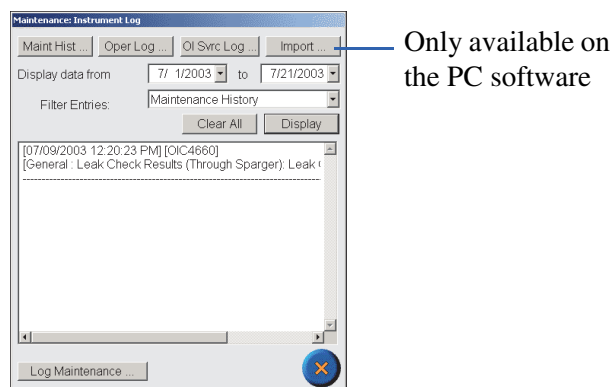 Maintenance: Instrument Log
Maint Hist ... Oper Log ... OI Svrc Log ... Import ...
Only available on
the PC software
Display data from 7/ 1/2003 to 7/21/2003
Filter Entries: Maintenance History
Clear All Display
[07/09/2003 12:20:23 PM] [OIC4660]
[General : Leak Check Results (Through Sparger): Leak
--------------------------------------------------------------------------------
Log Maintenance ...